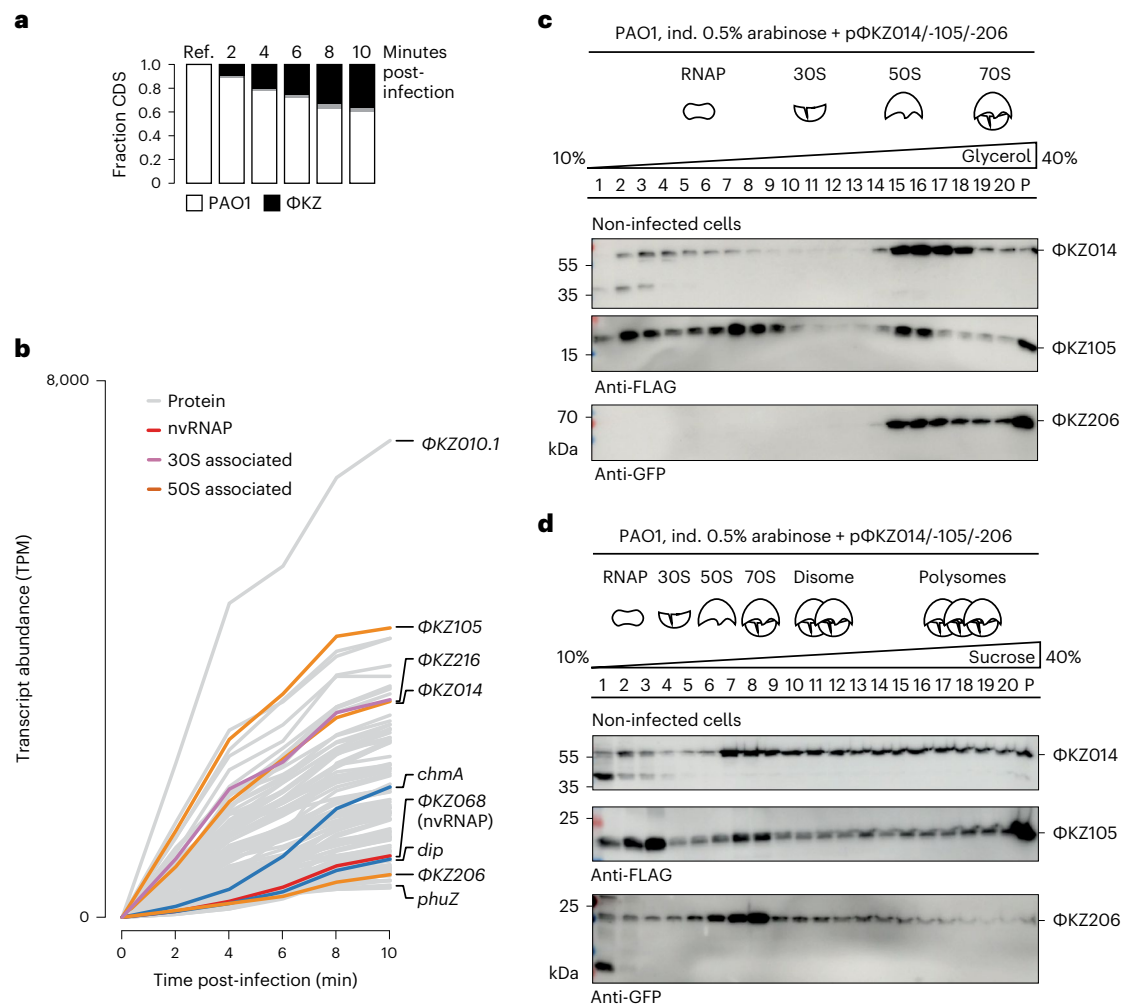 a
Ref. 2 4 6 8 10 Minutes
post-
infection
Fraction CDS
1.0
0.8
0.6
0.4
0.2
0
PAO1 ΦKZ
b
8,000
0
Transcript abundance (TPM)
Protein
nvRNAP
30S associated
50S associated
ΦKZ010.1
ΦKZ105
ΦKZ216
ΦKZ014
chmA
ΦKZ068
(nvRNAP)
dip
ΦKZ206
phuZ
0 2 4 6 8 10
Time post-infection (min)
c
PAO1, ind. 0.5% arabinose + pΦKZ014/-105/-206
RNAP 30S 50S 70S
10% Glycerol 40%
1 2 3 4 5 6 7 8 9 10 11 12 13 14 15 16 17 18 19 20 P
Non-infected cells
55
35
ΦKZ014
15
ΦKZ105
Anti-FLAG
70
kDa
ΦKZ206
Anti-GFP
d
PAO1, ind. 0.5% arabinose + pΦKZ014/-105/-206
RNAP 30S 50S 70S Disome Polysomes
10% Sucrose 40%
1 2 3 4 5 6 7 8 9 10 11 12 13 14 15 16 17 18 19 20 P
Non-infected cells
55
35
ΦKZ014
25
ΦKZ105
Anti-FLAG
25
ΦKZ206
kDa
Anti-GFP